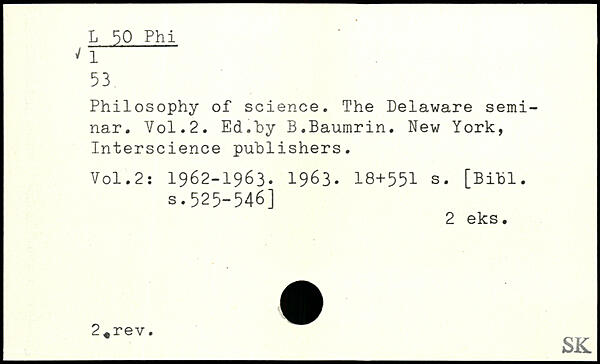 L 50 Phi
√ 1
53
Philosophy of science. The Delaware semi-
nar. Vol.2. Ed.by B.Baumrin. New York,
Interscience publishers.
Vol.2: 1962-1963. 1963. 18+551 s. [Bibl.
s.525-546]
2 eks.
2.rev.
SK